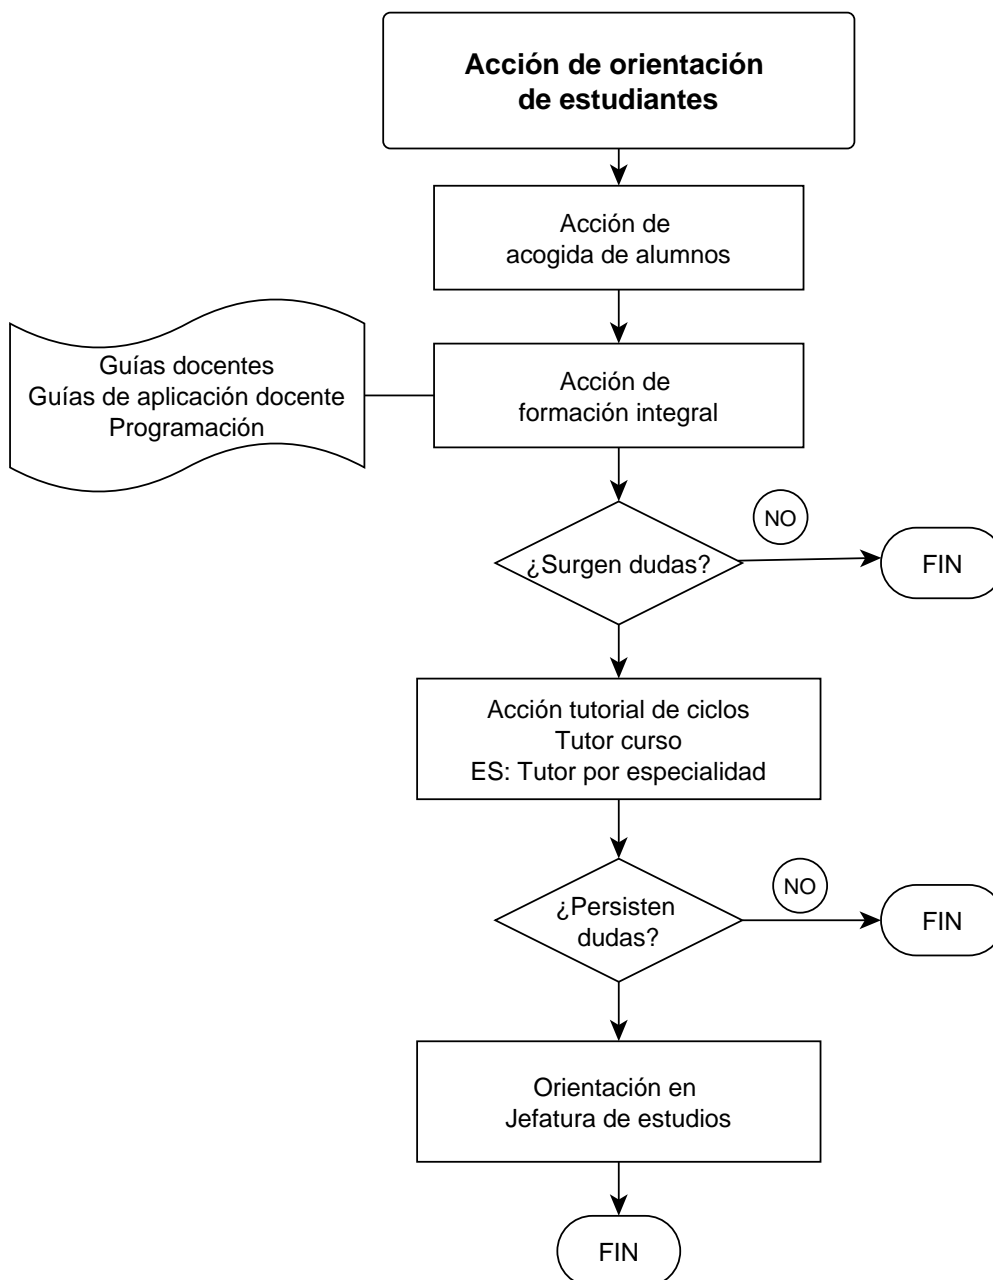 Acción de orientación
de estudiantes
Acción de
acogida de alumnos
Guías docentes
Guías de aplicación docente
Programación
Acción de
formación integral
¿Surgen dudas?
NO
FIN
Acción tutorial de ciclos
Tutor curso
ES: Tutor por especialidad
¿Persisten
dudas?
NO
FIN
Orientación en
Jefatura de estudios
FIN